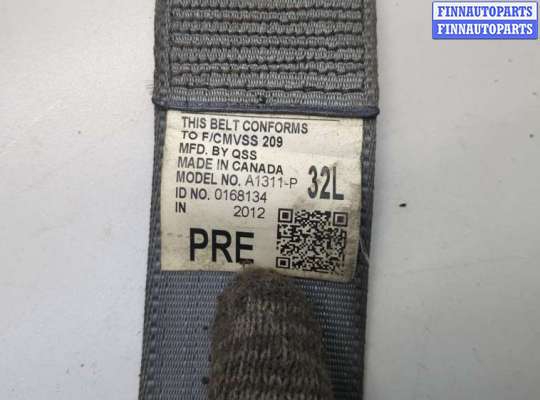 FINNAUTOPARTS
FINNAUTOPARTS
THIS BELT CONFORMS
TO F/CMVSS 209
MFD. BY QSS
MADE IN CANADA
MODEL NO. A1311-P 32L
ID NO. 0168134
IN 2012
PRE